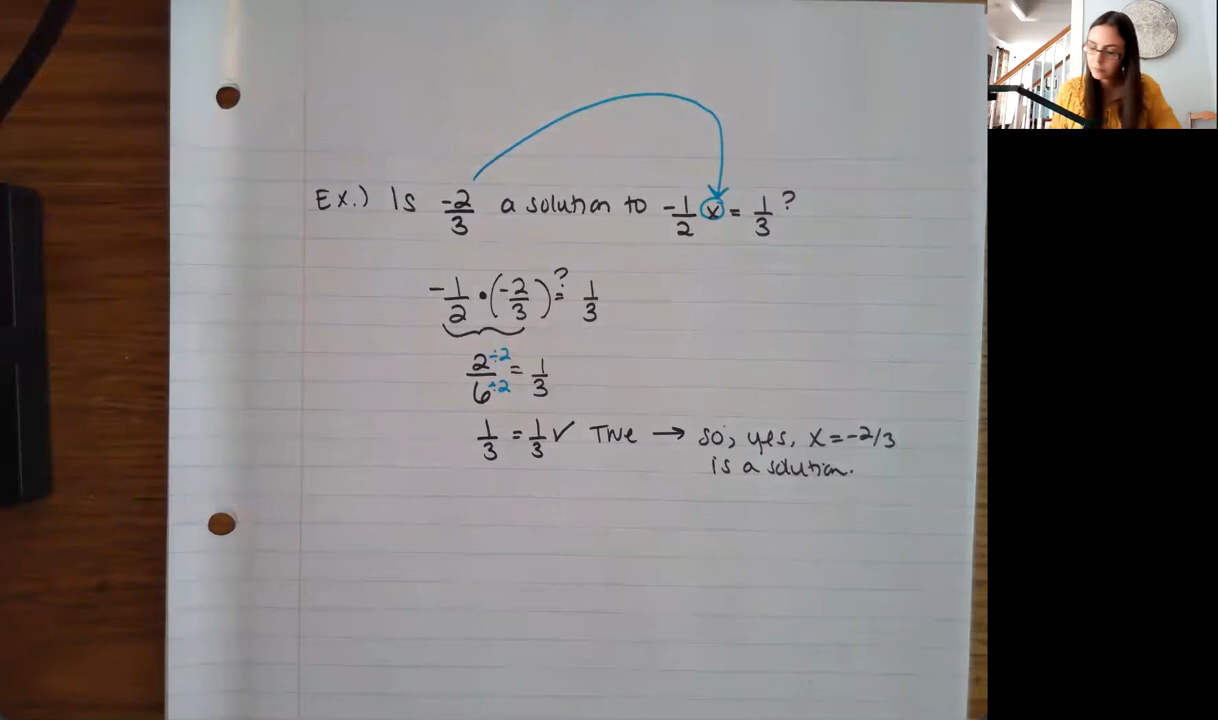 Ex.) Is -2/3 a solution to -1/2 x = 1/3 ?
-1/2 • (-2/3) ?= 1/3
2÷2/6÷2 = 1/3
1/3 = 1/3 ✓ True → so, yes, x = -2/3
is a solution.